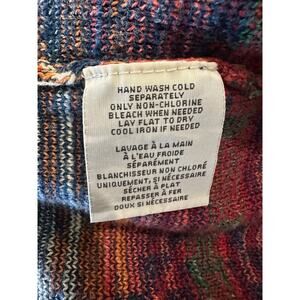 HAND WASH COLD
SEPARATELY
ONLY NON-CHLORINE
BLEACH WHEN NEEDED
LAY FLAT TO DRY
COOL IRON IF NEEDED
LAVAGE À LA MAIN
À L'EAU FROIDE
SÉPARÉMENT
BLANCHISSEUR NON CHLORÉ
UNIQUEMENT, SI NÉCESSAIRE
SÉCHER À PLAT
REPASSER À FER
DOUX SI NÉCESSAIRE